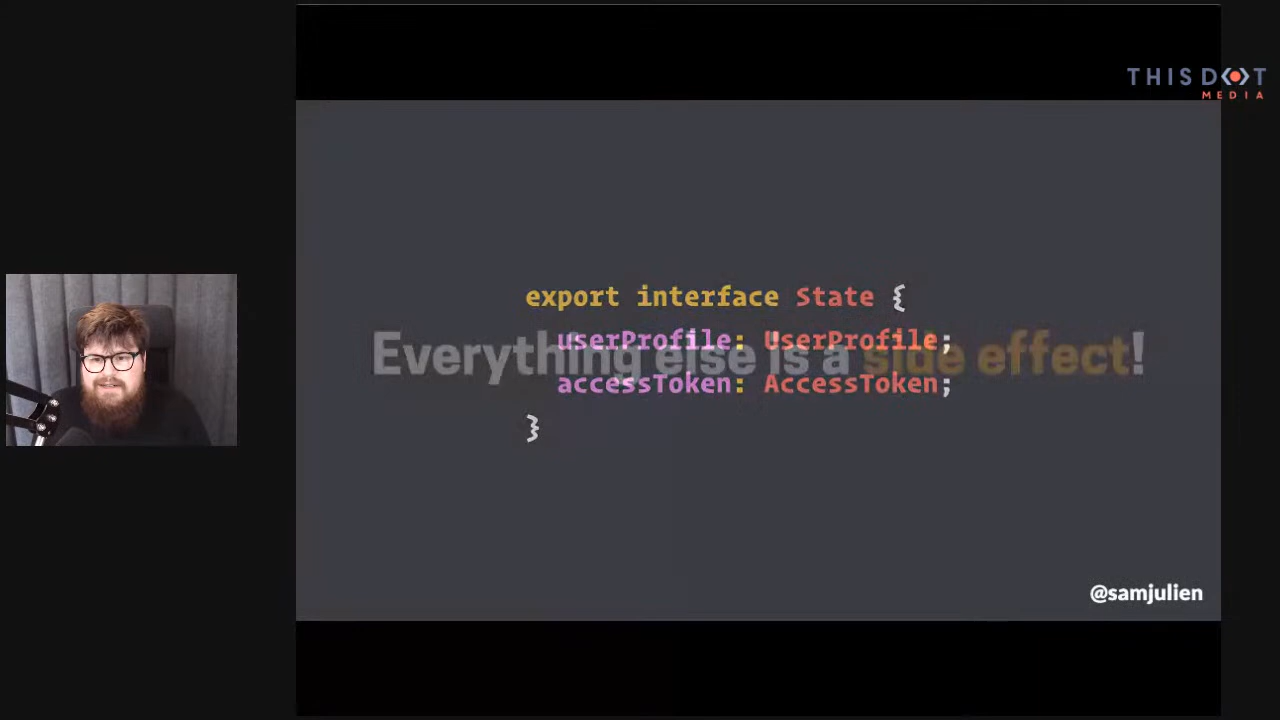 THIS DOT
MEDIA
export interface State {
userProfile: UserProfile;
Everything else is a side effect!
accessToken: AccessToken;
}
@samjulien